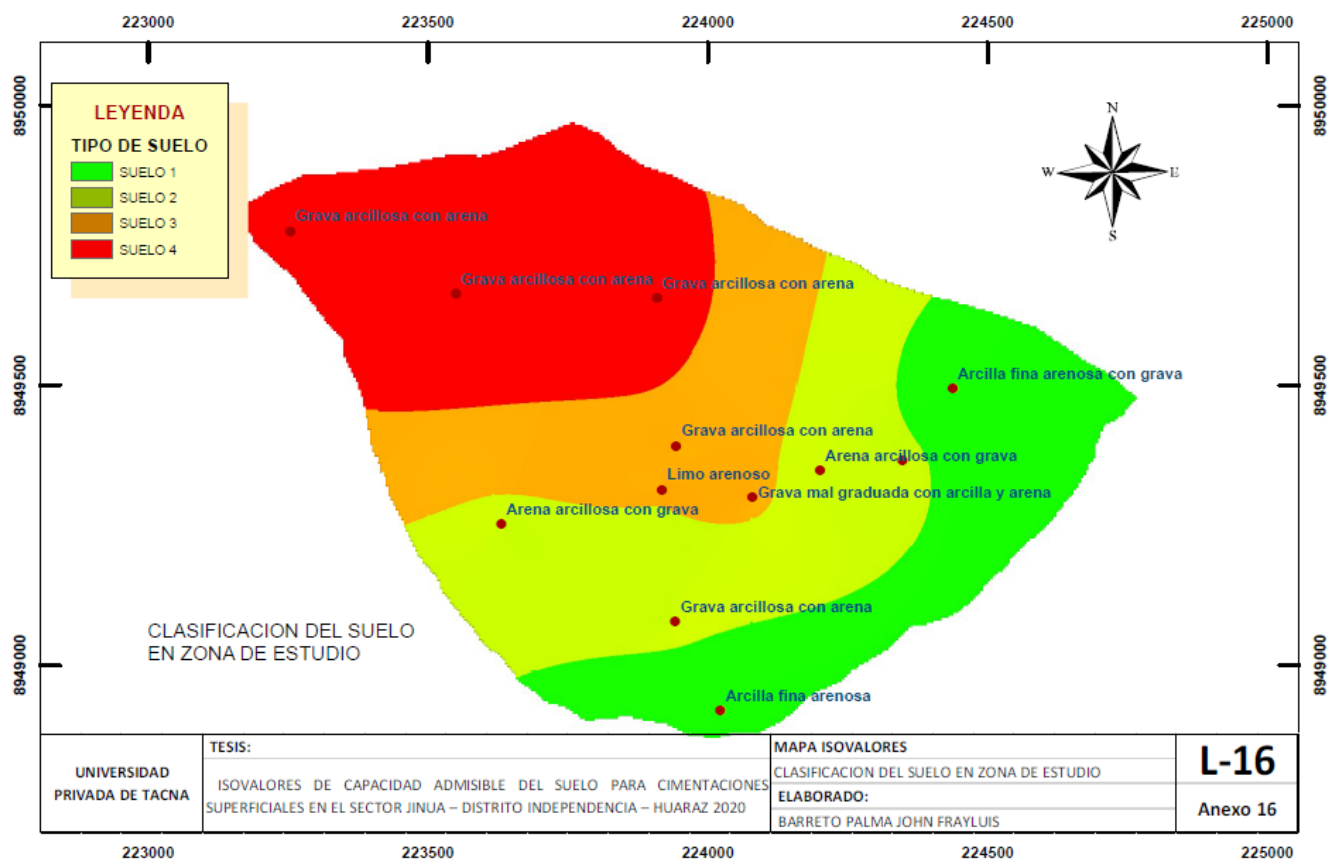 223000
223500
224000
224500
225000
8950000
8950000
LEYENDA
TIPO DE SUELO
SUELO 1
SUELO 2
SUELO 3
SUELO 4
N
W
E
S
Grava arcillosa con arena
Grava arcillosa con arena
Grava arcillosa con arena
8949500
8949500
Arcilla fina arenosa con grava
Grava arcillosa con arena
Arena arcillosa con grava
Limo arenoso
Grava mal graduada con arcilla y arena
Arena arcillosa con grava
Grava arcillosa con arena
CLASIFICACION DEL SUELO
EN ZONA DE ESTUDIO
8949000
8949000
Arcilla fina arenosa
UNIVERSIDAD
PRIVADA DE TACNA
TESIS:
ISOVALORES DE CAPACIDAD ADMISIBLE DEL SUELO PARA CIMENTACIONES
SUPERFICIALES EN EL SECTOR JINUA – DISTRITO INDEPENDENCIA – HUARAZ 2020
MAPA ISOVALORES
CLASIFICACION DEL SUELO EN ZONA DE ESTUDIO
ELABORADO:
BARRETO PALMA JOHN FRAYLUIS
L-16
Anexo 16
223000
223500
224000
224500
225000